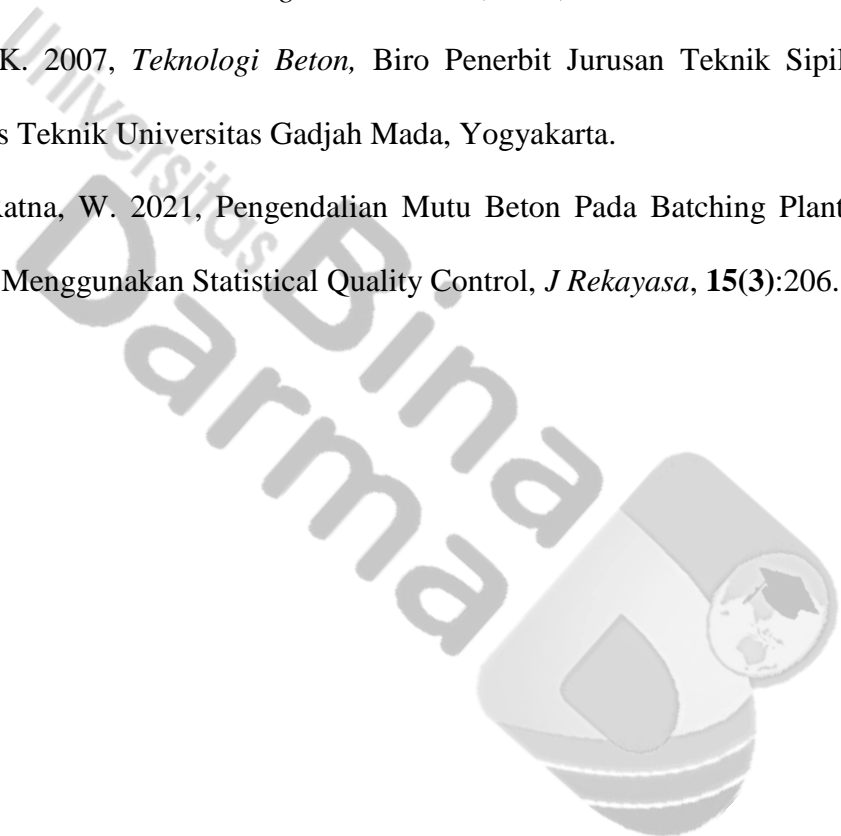 K. 2007, Teknologi Beton, Biro Penerbit Jurusan Teknik Sipil
s Teknik Universitas Gadjah Mada, Yogyakarta.
Ratna, W. 2021, Pengendalian Mutu Beton Pada Batching Plant
Menggunakan Statistical Quality Control, J Rekayasa, 15(3):206.
Universitas
Bina
Darma